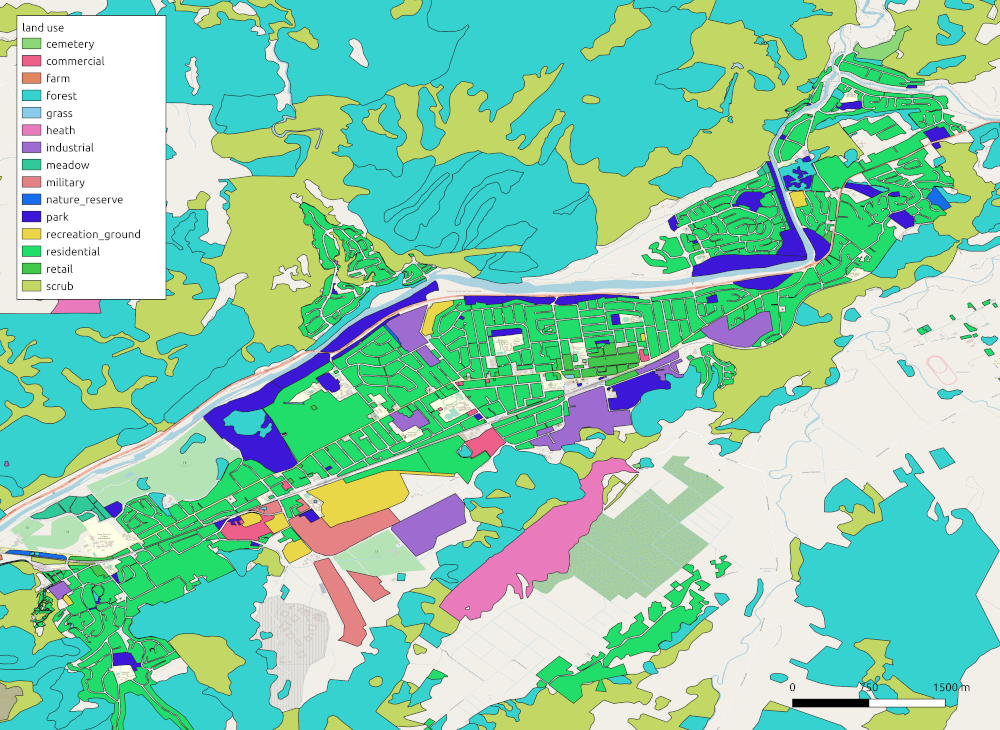 land use
cemetery
commercial
farm
forest
grass
heath
industrial
meadow
military
nature_reserve
park
recreation_ground
residential
retail
scrub
0 750 1500 m